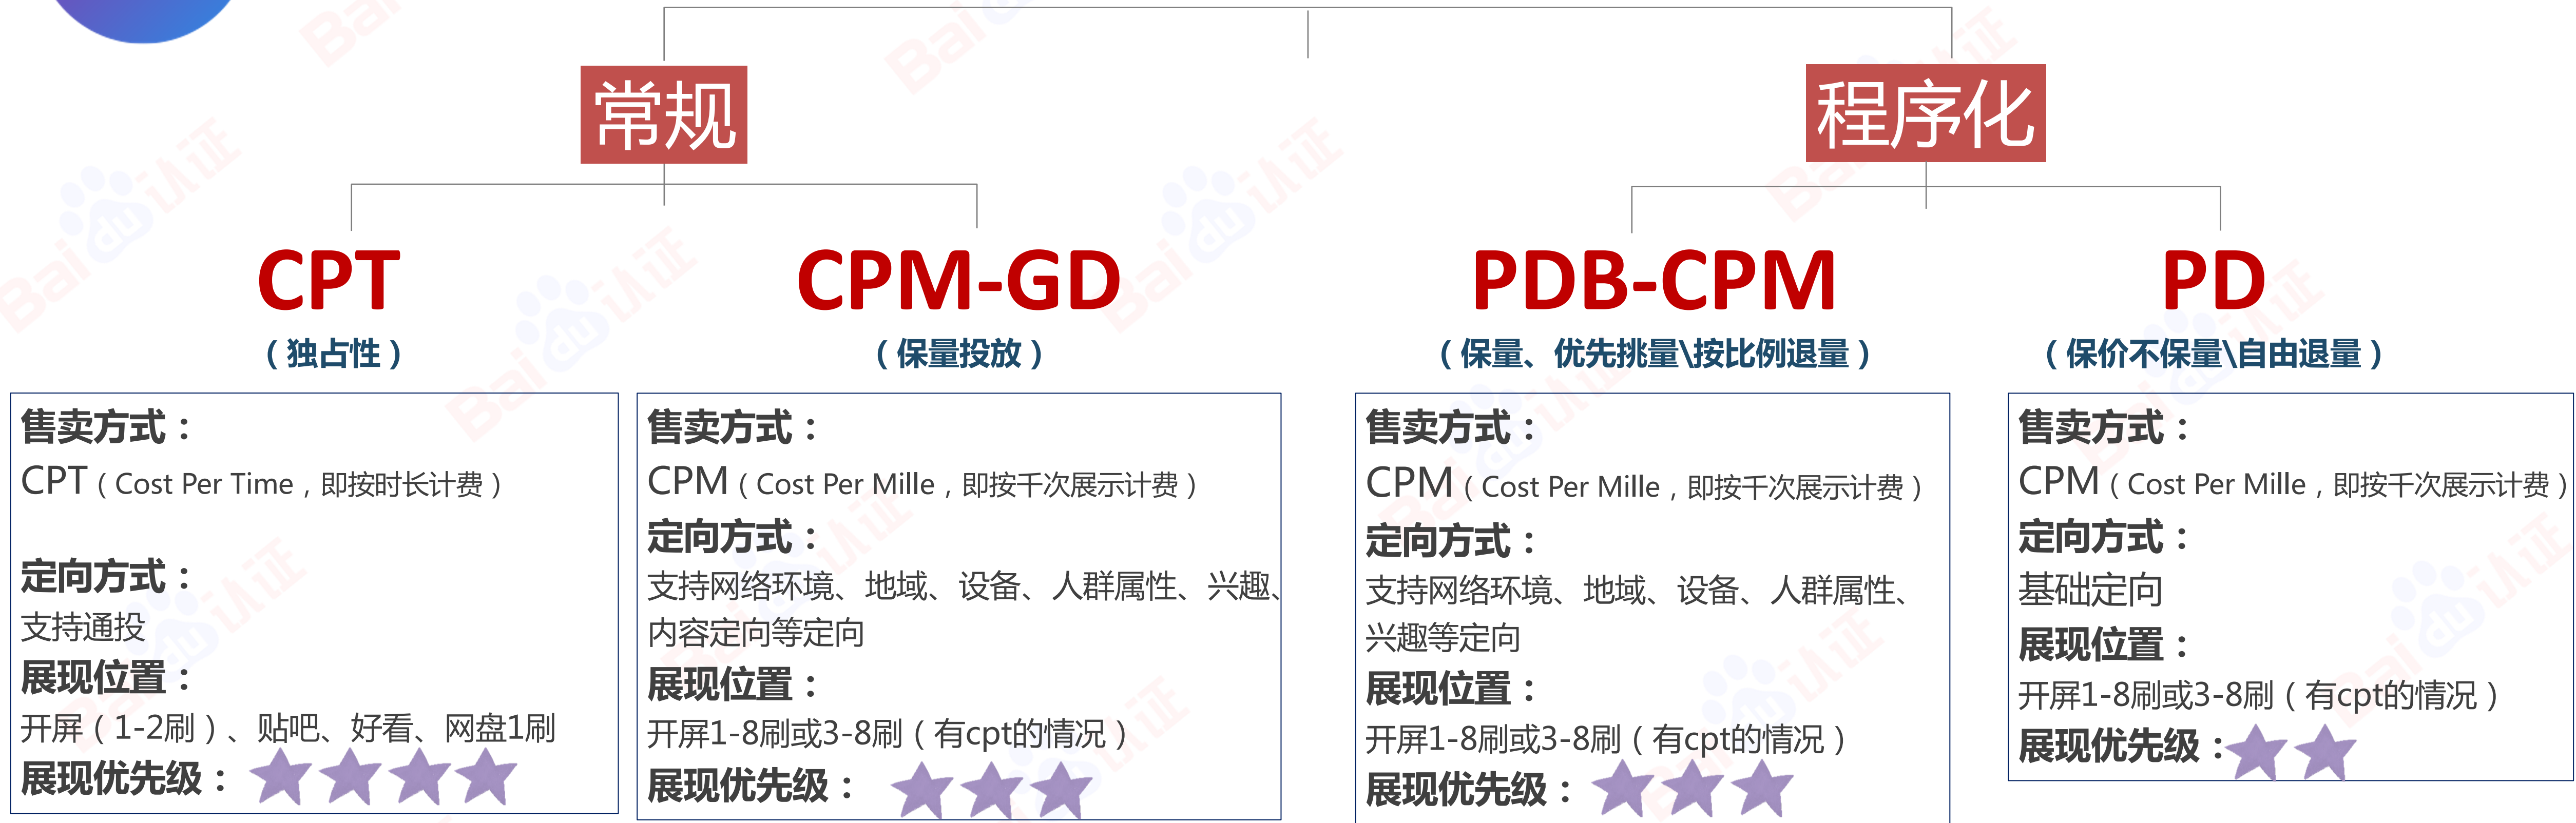 常规
程序化
CPT
（独占性）
售卖方式：
CPT（Cost Per Time，即按时长计费）
定向方式：
支持通投
展现位置：
开屏（1-2刷）、贴吧、好看、网盘1刷
展现优先级：
CPM-GD
（保量投放）
售卖方式：
CPM（Cost Per Mille，即按千次展示计费）
定向方式：
支持网络环境、地域、设备、人群属性、兴趣、
内容定向等定向
展现位置：
开屏1-8刷或3-8刷（有cpt的情况）
展现优先级：
PDB-CPM
（保量、优先挑量\按比例退量）
售卖方式：
CPM（Cost Per Mille，即按千次展示计费）
定向方式：
支持网络环境、地域、设备、人群属性、
兴趣等定向
展现位置：
开屏1-8刷或3-8刷（有cpt的情况）
展现优先级：
PD
（保价不保量\自由退量）
售卖方式：
CPM（Cost Per Mille，即按千次展示计费）
定向方式：
基础定向
展现位置：
开屏1-8刷或3-8刷（有cpt的情况）
展现优先级：
Baidu认证